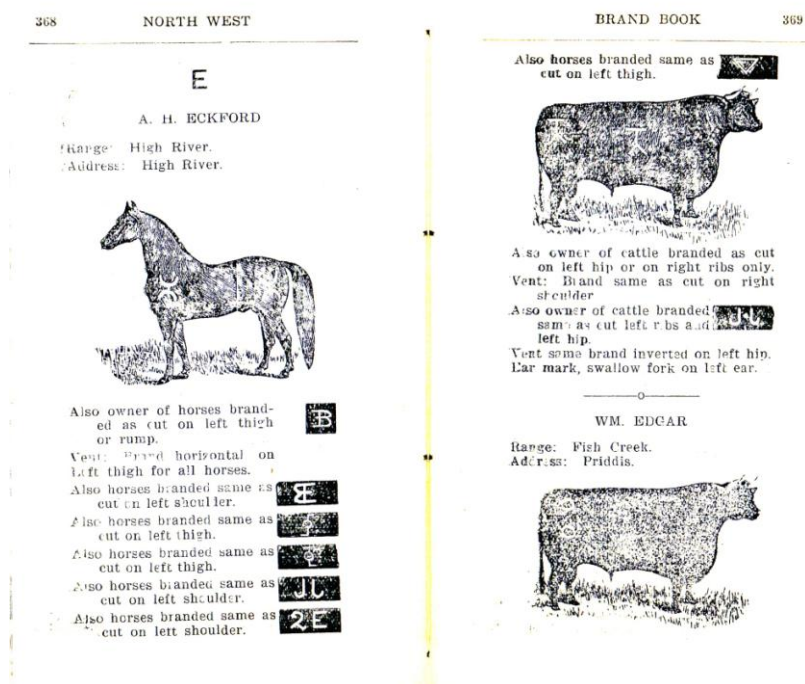 368 NORTH WEST
E
A. H. ECKFORD
Range: High River.
Address: High River.
Also owner of horses brand-
ed as cut on left thigh
or rump.
Vent: Brand horizontal on
Left thigh for all horses.
B
Also horses branded same as
cut on left shoulder.
Also horses branded same as
cut on left thigh.
Also horses branded same as
cut on left thigh.
Also horses branded same as
cut on left shoulder.
Also horses branded same as
cut on left shoulder.
2E
BRAND BOOK 369
Also horses branded same as
cut on left thigh.
Also owner of cattle branded as cut
on left hip or on right ribs only.
Vent: Brand same as cut on right
shoulder
Also owner of cattle branded
same as cut left ribs and
left hip.
Vent same brand inverted on left hip.
Ear mark, swallow fork on left ear.
WM. EDGAR
Range: Fish Creek.
Address: Priddis.